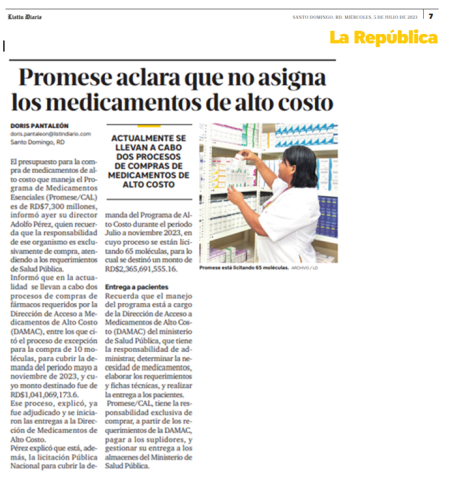 Listín Diario
SANTO DOMINGO, RD. MIÉRCOLES, 5 DE JULIO DE 2023
7
La República
Promese aclara que no asigna
los medicamentos de alto costo
DORIS PANTALEÓN
doris.pantaleon@listindiario.com
Santo Domingo, RD
El presupuesto para la com-
pra de medicamentos de al-
to costo que maneja el Pro-
grama de Medicamentos
Esenciales (Promese/CAL)
es de RD$7,300 millones,
informó ayer su director
Adolfo Pérez, quien recuer-
da que la responsabilidad
de ese organismo es exclu-
sivamente de compra, aten-
diendo a los requerimientos
de Salud Pública.
Informó que en la actua-
lidad se llevan a cabo dos
procesos de compras de
fármacos requeridos por la
Dirección de Acceso a Me-
dicamentos de Alto Costo
(DAMAC), entre los que ci-
tó el proceso de excepción
para la compra de 10 mo-
léculas, para cubrir la de-
manda del periodo mayo a
noviembre de 2023, y cu-
yo monto destinado fue de
RD$1,041,069,173.6.
Ese proceso, explicó, ya
fue adjudicado y se inicia-
ron las entregas a la Direc-
ción de Medicamentos de
Alto Costo.
Pérez explicó que está, ade-
más, la licitación Pública
Nacional para cubrir la de-
ACTUALMENTE SE
LLEVAN A CABO
DOS PROCESOS
DE COMPRAS DE
MEDICAMENTOS DE
ALTO COSTO
manda del Programa de Al-
to Costo durante el periodo
Julio a noviembre 2023, en
cuyo proceso se están lici-
tando 65 moléculas, para lo
cual se destinó un monto de
RD$2,365,691,555.16.
Entrega a pacientes
Recuerda que el manejo
del programa está a cargo
de la Dirección de Acceso
a Medicamentos de Alto Cos-
to (DAMAC) del ministerio
de Salud Pública, que tiene
la responsabilidad de ad-
ministrar, determinar la ne-
cesidad de medicamentos,
elaborar los requerimientos
y fichas técnicas, y realizar
la entrega a los pacientes.
Promese/CAL, tiene la res-
ponsabilidad exclusiva de
comprar, a partir de los re-
querimientos de la DAMAC,
pagar a los suplidores, y
gestionar su entrega a los
almacenes del Ministerio de
Salud Pública.
Promese está licitando 65 moléculas. ARCHIVO / LD